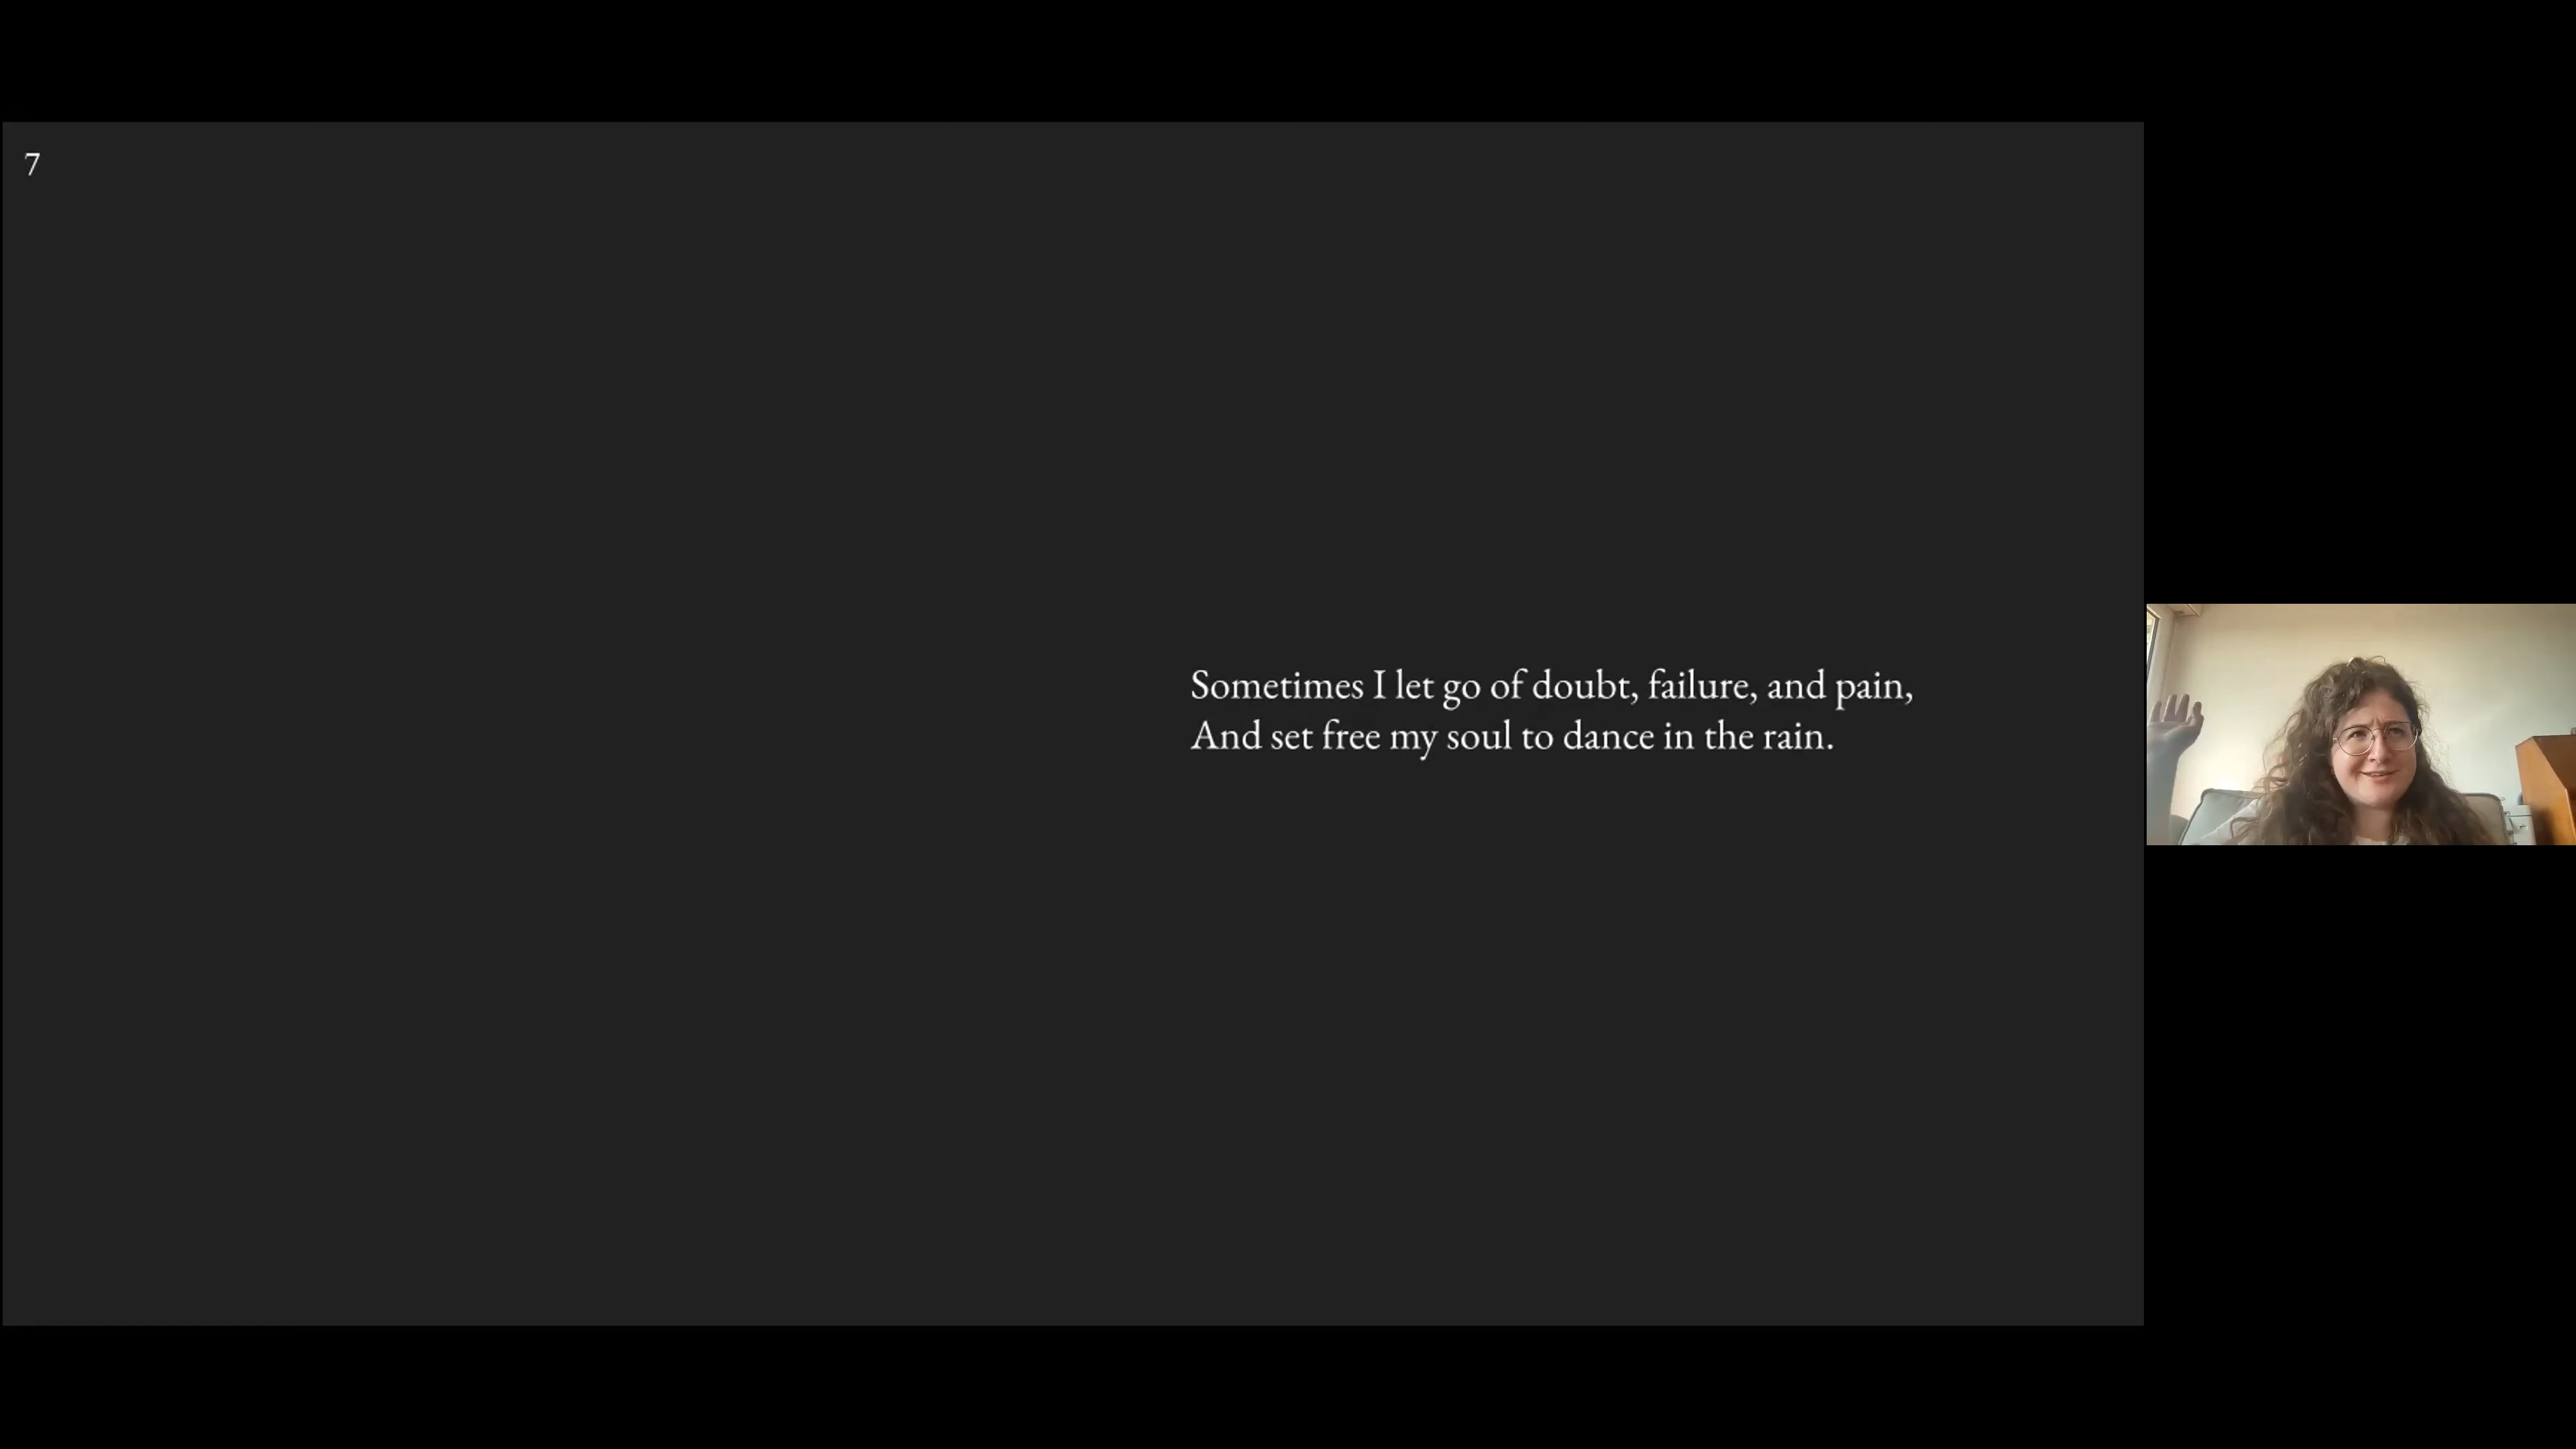 7
Sometimes I let go of doubt, failure, and pain,
And set free my soul to dance in the rain.